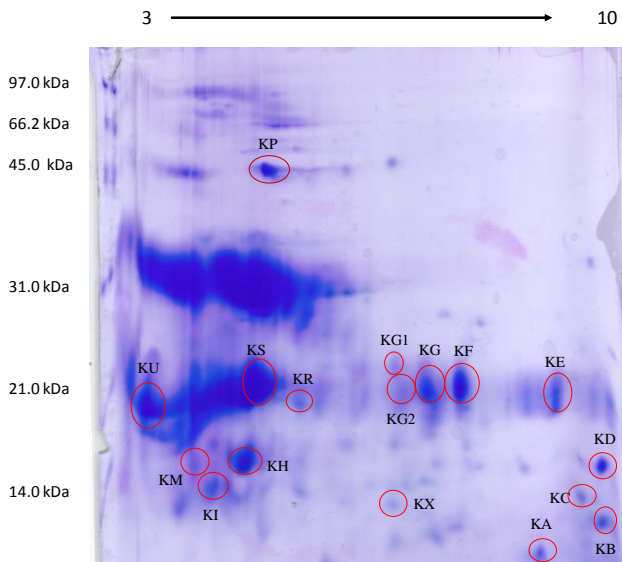 3 10
97.0 kDa
66.2 kDa
45.0 kDa
KP
31.0 kDa
KG1
KU
KS
KR
KG
KF
KE
21.0 kDa
KG2
KD
KM
KH
KI
14.0 kDa
KC
KX
KA
KB